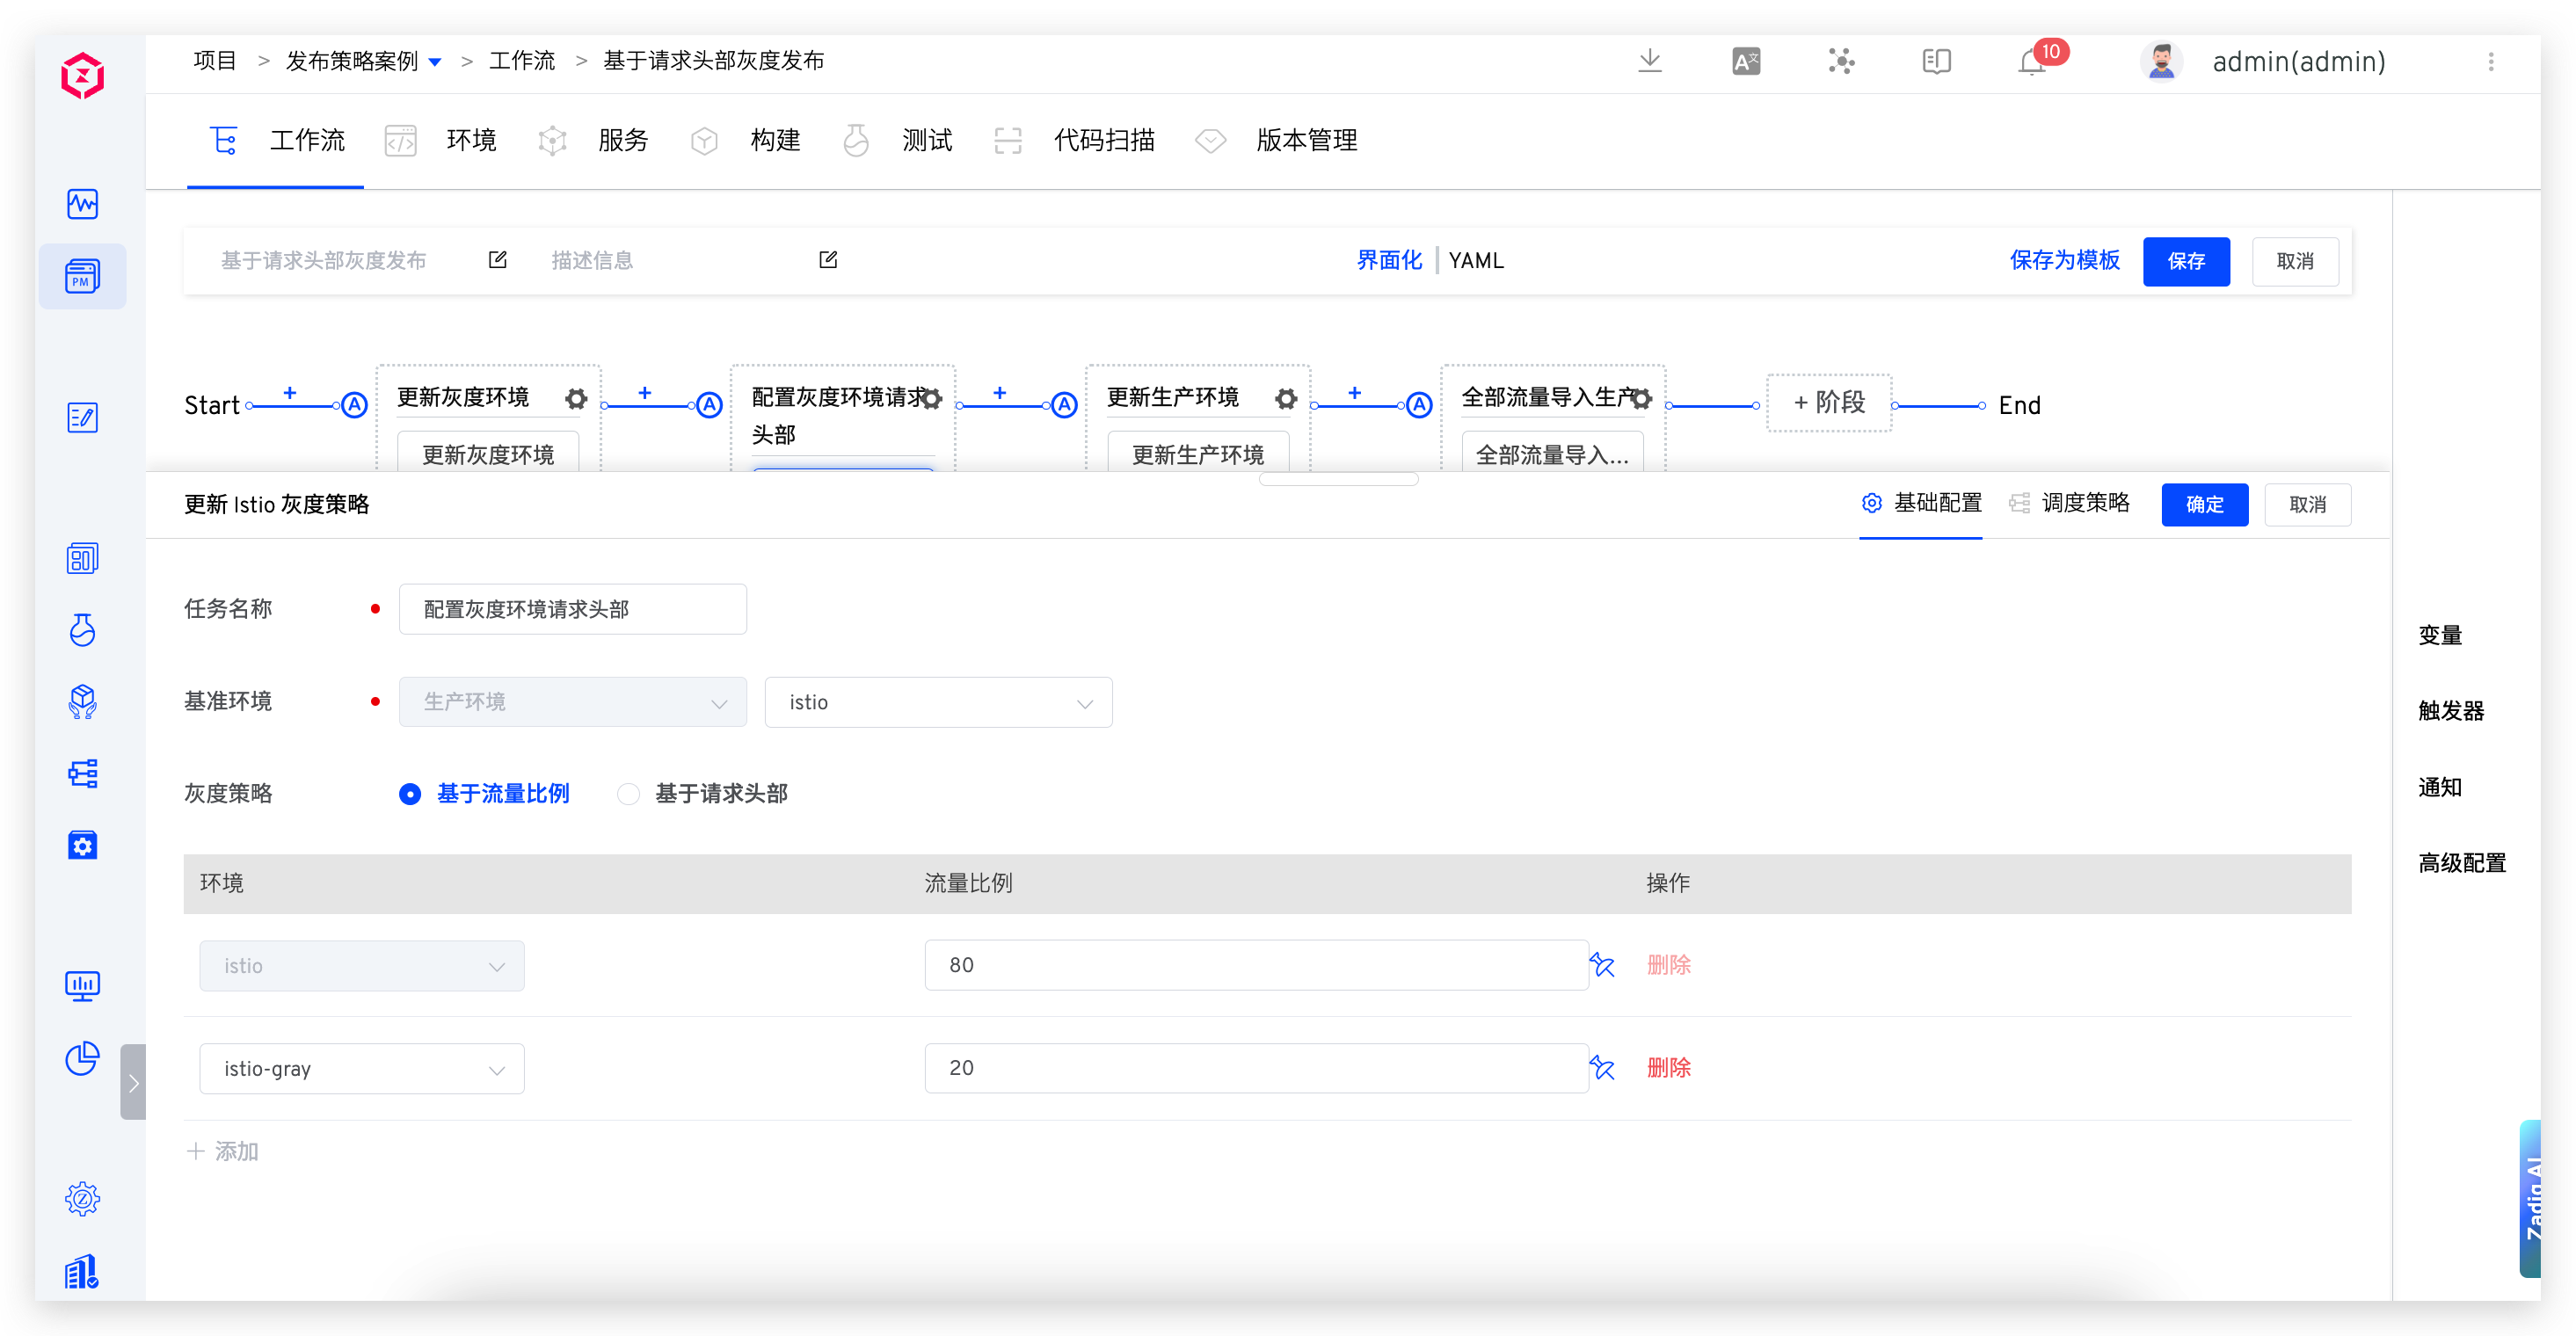 项目 > 发布策略案例 > 工作流 > 基于请求头部灰度发布
10
admin(admin)
工作流 环境 服务 构建 测试 代码扫描 版本管理
PM
基于请求头部灰度发布 描述信息 界面化 YAML 保存为模板 保存 取消
Start + A 更新灰度环境 + A 配置灰度环境请求头部 + A 更新生产环境 + A 全部流量导入生产 + 阶段 End
更新灰度环境 更新生产环境 全部流量导入...
更新 Istio 灰度策略 基础配置 调度策略 确定 取消
任务名称 配置灰度环境请求头部
基准环境 生产环境 istio
灰度策略 基于流量比例 基于请求头部
环境 流量比例 操作
istio 80 删除
istio-gray 20 删除
+ 添加
变量
触发器
通知
高级配置
Zadig AI